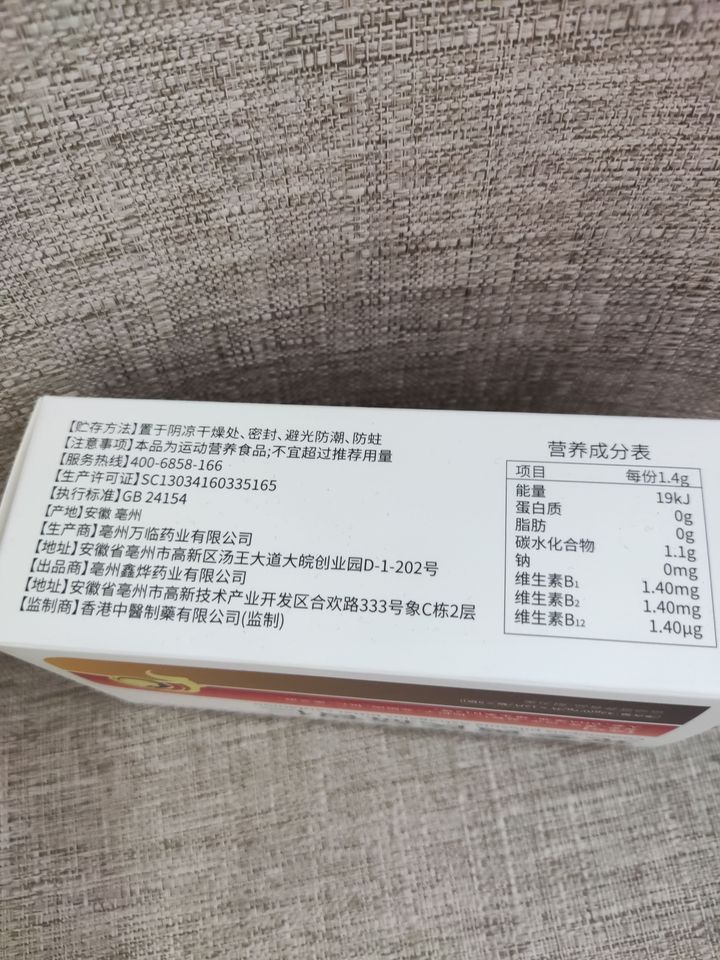 【贮存方法】置于阴凉干燥处、密封、避光防潮、防蛀
【注意事项】本品为运动营养食品;不宜超过推荐用量
【服务热线】400-6858-166
【生产许可证】SC13034160335165
【执行标准】GB 24154
【产地】安徽 亳州
【生产商】亳州万临药业有限公司
【地址】安徽省亳州市高新区汤王大道大皖创业园D-1-202号
【出品商】亳州鑫烨药业有限公司
【地址】安徽省亳州市高新技术产业开发区合欢路333号象C栋2层
【监制商】香港中醫制藥有限公司(监制)
营养成分表
项目 每份1.4g
能量 19kJ
蛋白质 0g
脂肪 0g
碳水化合物 1.1g
钠 0mg
维生素B₁ 1.40mg
维生素B₂ 1.40mg
维生素B₁₂ 1.40μg